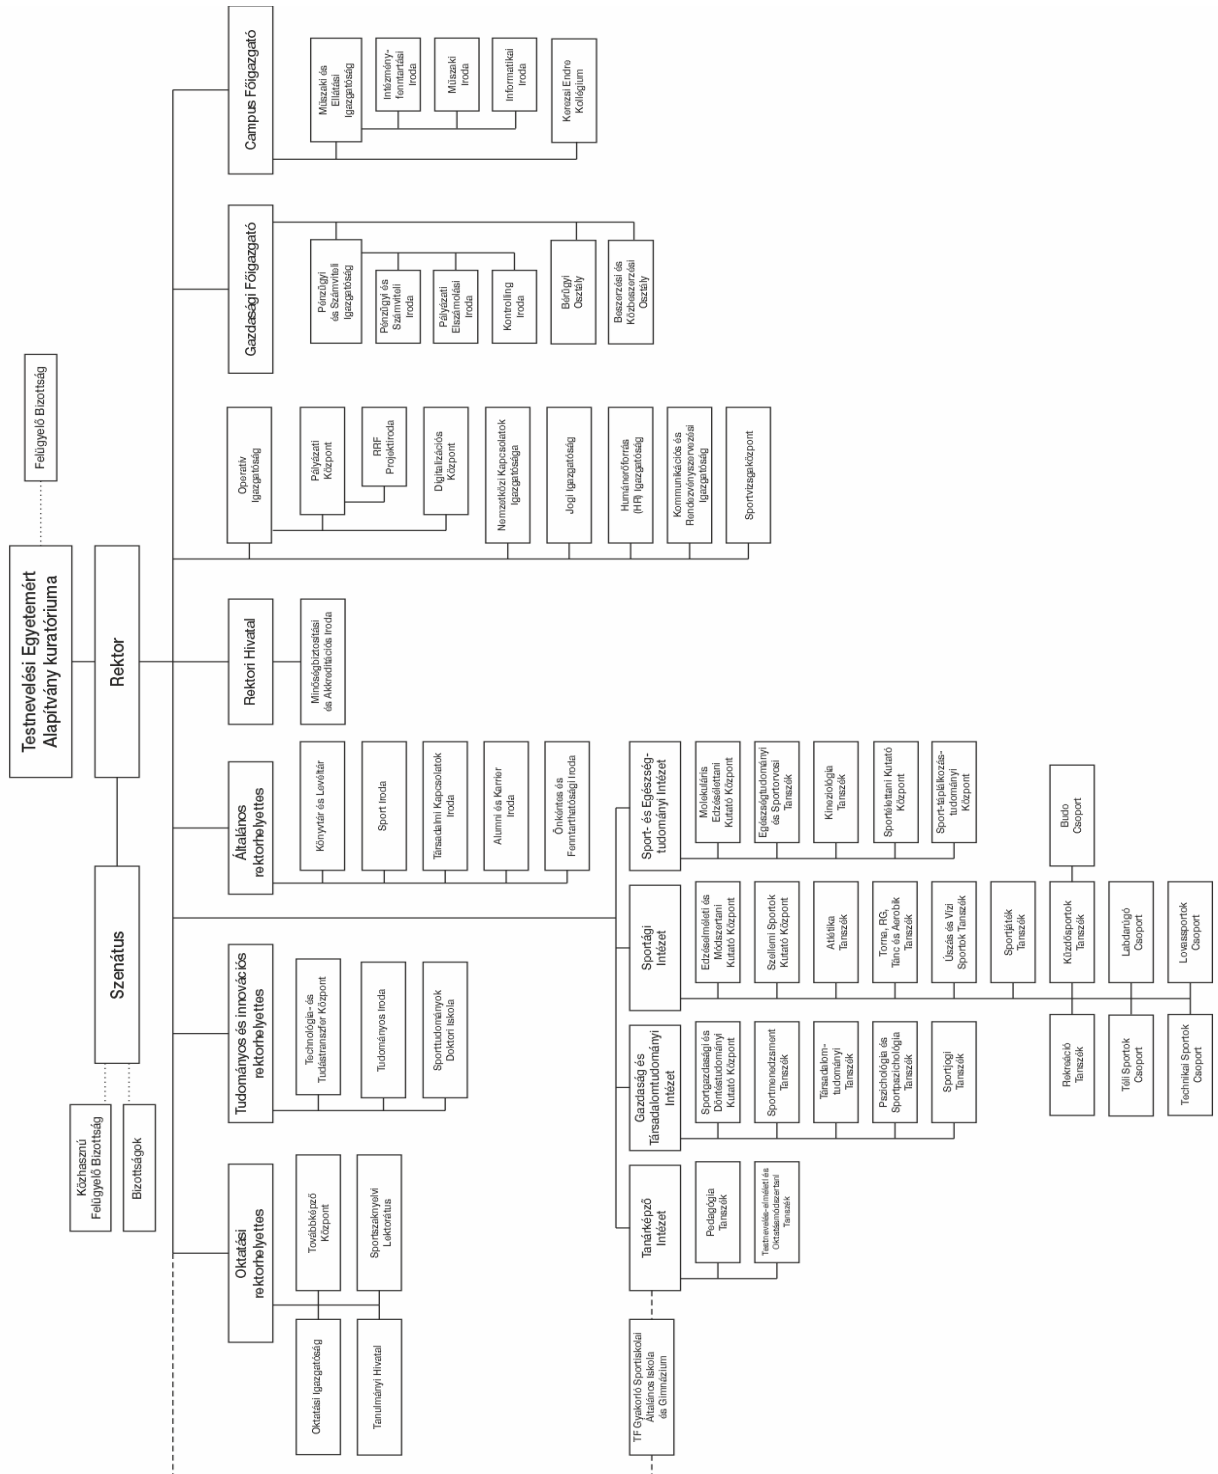 Testnevelési Egyetemért
Alapítvány kuratóriuma
Felügyelő Bizottság
Rektor
Szenátus
Közhasznú
Felügyelő Bizottság
Bizottságok
Oktatási
rektorhelyettes
Oktatási Igazgatóság
Továbbképző
Központ
Tanulmányi Hivatal
Sportszaknyelvi
Lektorátus
Tudományos és innovációs
rektorhelyettes
Technológia- és
Tudástranszfer Központ
Tudományos Iroda
Sporttudományok
Doktori Iskola
Általános
rektorhelyettes
Könyvtár és Levéltár
Sport Iroda
Társadalmi Kapcsolatok
Iroda
Alumni és Karrier
Iroda
Önkéntes és
Fenntarthatósági Iroda
Rektori Hivatal
Minőségbiztosítási
és Akkreditációs Iroda
Operatív
Igazgatóság
Pályázati
Központ
RRF
Projektiroda
Digitalizációs
Központ
Nemzetközi Kapcsolatok
Igazgatósága
Jogi Igazgatóság
Humánerőforrás
(HR) Igazgatóság
Kommunikációs és
Rendezvényszervezési
Igazgatóság
Sportvizsgaközpont
Gazdasági Főigazgató
Pénzügyi
és Számviteli
Igazgatóság
Pénzügyi és
Számviteli
Iroda
Pályázati
Elszámolási
Iroda
Kontrolling
Iroda
Bérügyi
Osztály
Beszerzési és
Közbeszerzési
Osztály
Campus Főigazgató
Műszaki és
Ellátási
Igazgatóság
Intézmény-
fenntartási
Iroda
Műszaki
Iroda
Informatikai
Iroda
Kerezsi Endre
Kollégium
TF Gyakorló Sportiskolai
Általános Iskola
és Gimnázium
Tanárképző
Intézet
Pedagógia
Tanszék
Testnevelés-elméleti és
Oktatásmódszertani
Tanszék
Gazdaság és
Társadalomtudományi
Intézet
Sportgazdasági és
Döntéstudományi
Kutató Központ
Sportmenedzsment
Tanszék
Társadalom-
tudományi
Tanszék
Pszichológia és
Sportpszichológia
Tanszék
Sportjogi
Tanszék
Sportági
Intézet
Edzéselméleti és
Módszertani
Kutató Központ
Szellemi Sportok
Kutató Központ
Atlétika
Tanszék
Torna, RG,
Tánc és Aerobik
Tanszék
Úszás és Vízi
Sportok Tanszék
Sportjáték
Tanszék
Rekreáció
Tanszék
Küzdősportok
Tanszék
Budo
Csoport
Téli Sportok
Csoport
Labdarúgó
Csoport
Technikai Sportok
Csoport
Lovassportok
Csoport
Sport- és Egészség-
tudományi Intézet
Molekuláris
Edzésélettani
Kutató Központ
Egészségtudományi
és Sportorvosi
Tanszék
Kineziológia
Tanszék
Sportélettani Kutató
Központ
Sport-táplálkozás-
tudományi
Központ